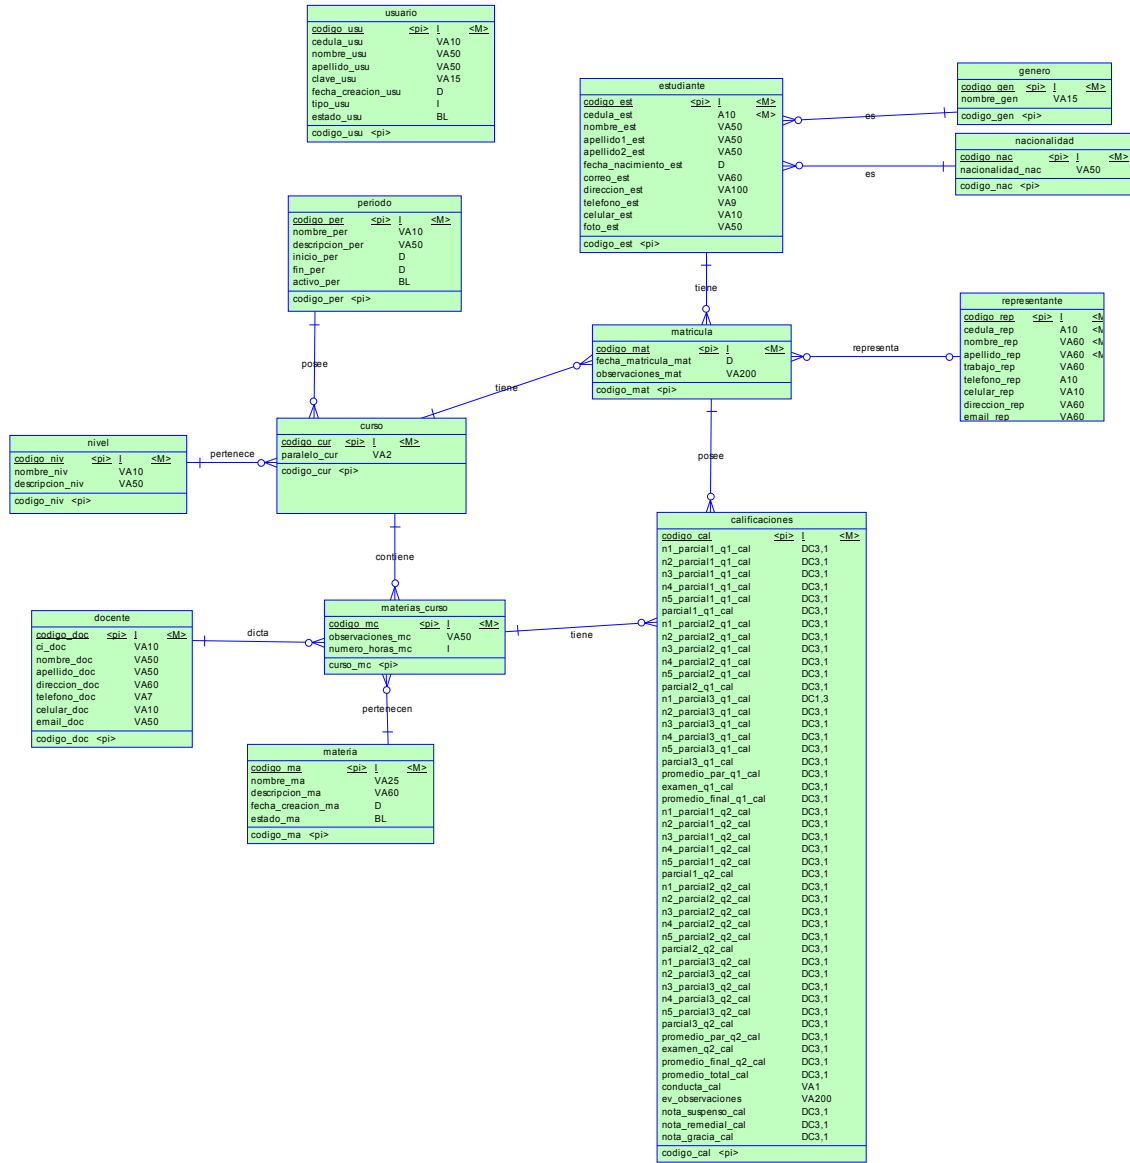 usuario
codigo_usu <pi> I <M>
cedula_usu VA10
nombre_usu VA50
apellido_usu VA50
clave_usu VA15
fecha_creacion_usu D
tipo_usu I
estado_usu BL
codigo_usu <pi>
estudiante
codigo_est <pi> I <M>
cedula_est A10 <M>
nombre_est VA50
apellido1_est VA50
apellido2_est VA50
fecha_nacimiento_est D
correo_est VA60
direccion_est VA100
telefono_est VA9
celular_est VA10
foto_est VA50
codigo_est <pi>
genero
codigo_gen <pi> I <M>
nombre_gen VA15
codigo_gen <pi>
es
nacionalidad
codigo_nac <pi> I <M>
nacionalidad_nac VA50
codigo_nac <pi>
es
periodo
codigo_per <pi> I <M>
nombre_per VA10
descripcion_per VA50
inicio_per D
fin_per D
activo_per BL
codigo_per <pi>
tiene
matricula
codigo_mat <pi> I <M>
fecha_matricula_mat D
observaciones_mat VA200
codigo_mat <pi>
representa
representante
codigo_rep <pi> I <M
cedula_rep A10 <M
nombre_rep VA60 <M
apellido_rep VA60 <M
trabajo_rep VA60
telefono_rep A10
celular_rep VA10
direccion_rep VA60
email_rep VA60
posee
tiene
curso
codigo_cur <pi> I <M>
paralelo_cur VA2
codigo_cur <pi>
nivel
codigo_niv <pi> I <M>
nombre_niv VA10
descripcion_niv VA50
codigo_niv <pi>
pertenece
posee
contiene
docente
codigo_doc <pi> I <M>
ci_doc VA10
nombre_doc VA50
apellido_doc VA50
direccion_doc VA60
telefono_doc VA7
celular_doc VA10
email_doc VA50
codigo_doc <pi>
dicta
materias_curso
codigo_mc <pi> I <M>
observaciones_mc VA50
numero_horas_mc I
curso_mc <pi>
tiene
pertenecen
materia
codigo_ma <pi> I <M>
nombre_ma VA25
descripcion_ma VA60
fecha_creacion_ma D
estado_ma BL
codigo_ma <pi>
calificaciones
codigo_cal <pi> I <M>
n1_parcial1_q1_cal DC3,1
n2_parcial1_q1_cal DC3,1
n3_parcial1_q1_cal DC3,1
n4_parcial1_q1_cal DC3,1
n5_parcial1_q1_cal DC3,1
parcial1_q1_cal DC3,1
n1_parcial2_q1_cal DC3,1
n2_parcial2_q1_cal DC3,1
n3_parcial2_q1_cal DC3,1
n4_parcial2_q1_cal DC3,1
n5_parcial2_q1_cal DC3,1
parcial2_q1_cal DC3,1
n1_parcial3_q1_cal DC1,3
n2_parcial3_q1_cal DC3,1
n3_parcial3_q1_cal DC3,1
n4_parcial3_q1_cal DC3,1
n5_parcial3_q1_cal DC3,1
parcial3_q1_cal DC3,1
promedio_par_q1_cal DC3,1
examen_q1_cal DC3,1
promedio_final_q1_cal DC3,1
n1_parcial1_q2_cal DC3,1
n2_parcial1_q2_cal DC3,1
n3_parcial1_q2_cal DC3,1
n4_parcial1_q2_cal DC3,1
n5_parcial1_q2_cal DC3,1
parcial1_q2_cal DC3,1
n1_parcial2_q2_cal DC3,1
n2_parcial2_q2_cal DC3,1
n3_parcial2_q2_cal DC3,1
n4_parcial2_q2_cal DC3,1
n5_parcial2_q2_cal DC3,1
parcial2_q2_cal DC3,1
n1_parcial3_q2_cal DC3,1
n2_parcial3_q2_cal DC3,1
n3_parcial3_q2_cal DC3,1
n4_parcial3_q2_cal DC3,1
n5_parcial3_q2_cal DC3,1
parcial3_q2_cal DC3,1
promedio_par_q2_cal DC3,1
examen_q2_cal DC3,1
promedio_final_q2_cal DC3,1
promedio_total_cal DC3,1
conducta_cal VA1
ev_observaciones VA200
nota_suspenso_cal DC3,1
nota_remedial_cal DC3,1
nota_gracia_cal DC3,1
codigo_cal <pi>